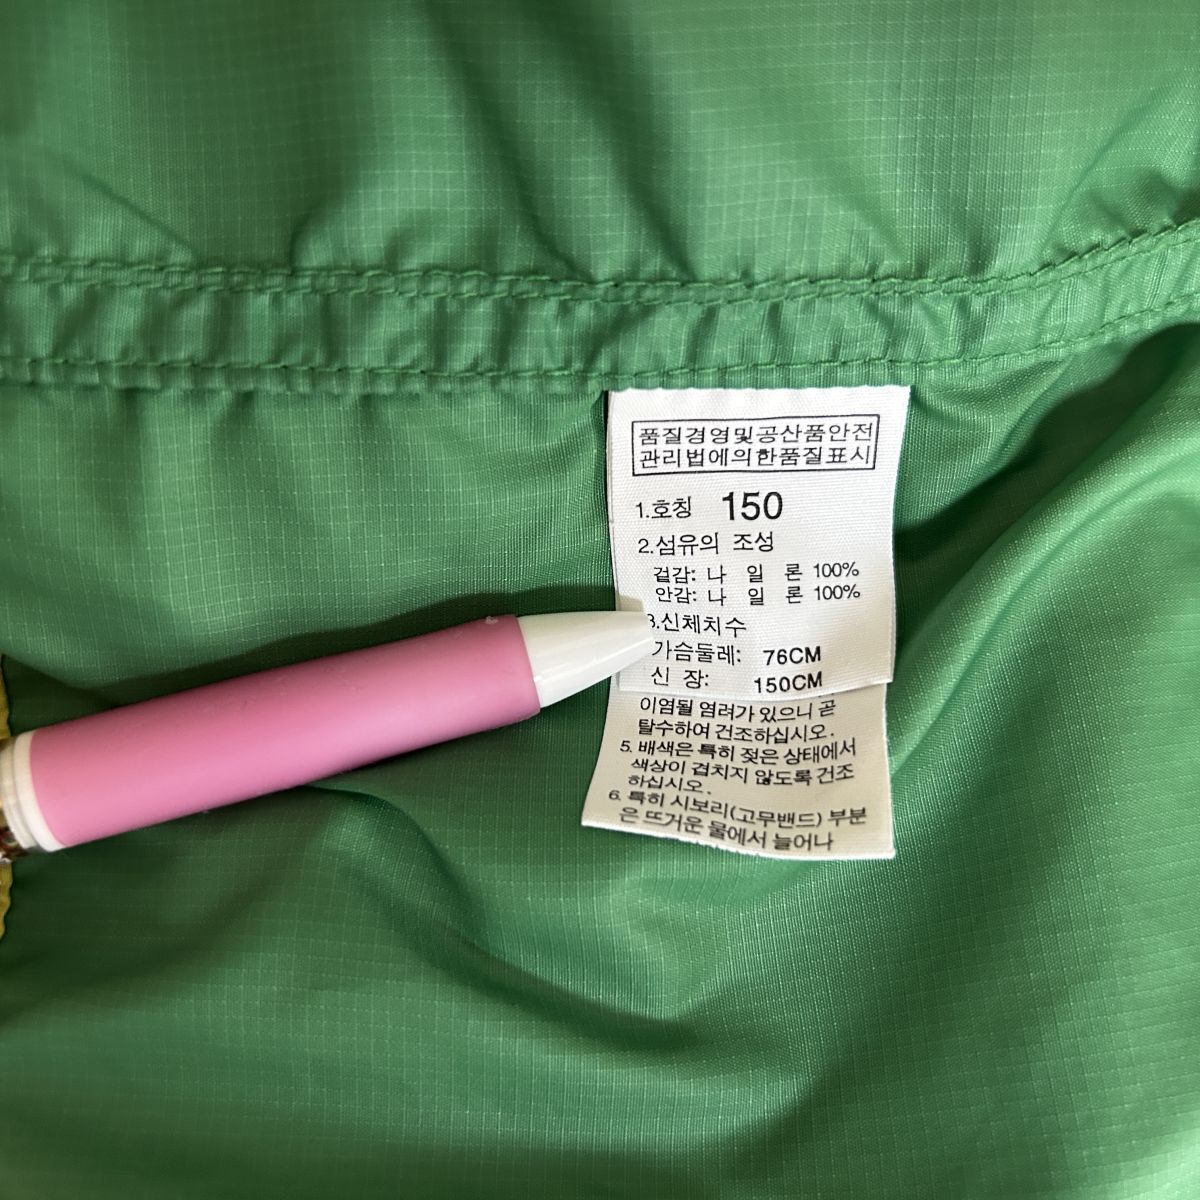 품질경영및공산품안전
관리법에의한품질표시
1.호칭 150
2.섬유의 조성
겉감: 나 일 론 100%
안감: 나 일 론 100%
3.신체치수
가슴둘레: 76CM
신 장: 150CM
이염될 염려가 있으니 곧
탈수하여 건조하십시오.
5. 배색은 특히 젖은 상태에서
색상이 겹치지 않도록 건조
하십시오.
6. 특히 시보리(고무밴드) 부분
은 뜨거운 물에서 늘어나